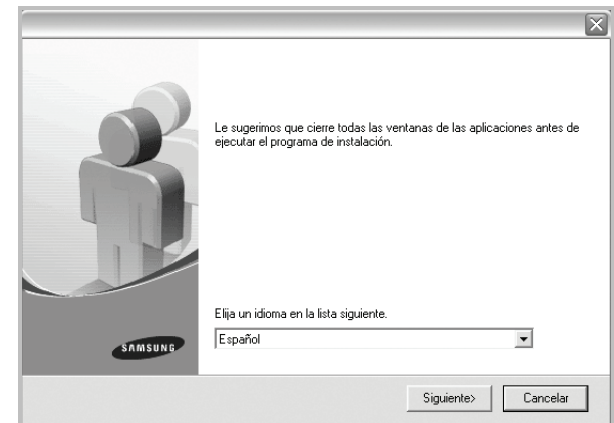 Le sugerimos que cierre todas las ventanas de las aplicaciones antes de
ejecutar el programa de instalación.
Elija un idioma en la lista siguiente.
Español
SAMSUNG
Siguiente>
Cancelar